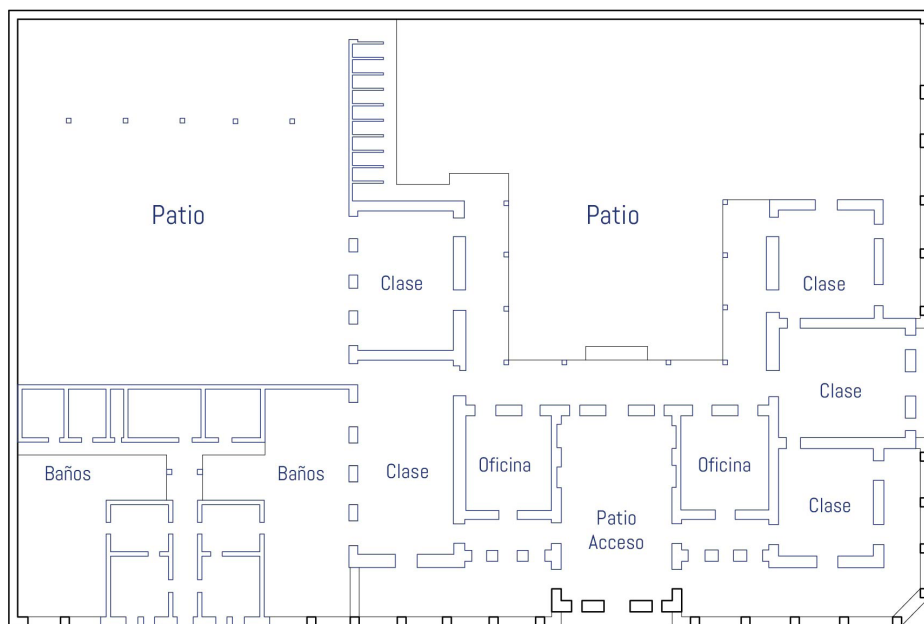 Patio
Patio
Clase
Clase
Clase
Baños
Baños
Clase
Oficina
Oficina
Clase
Patio
Acceso